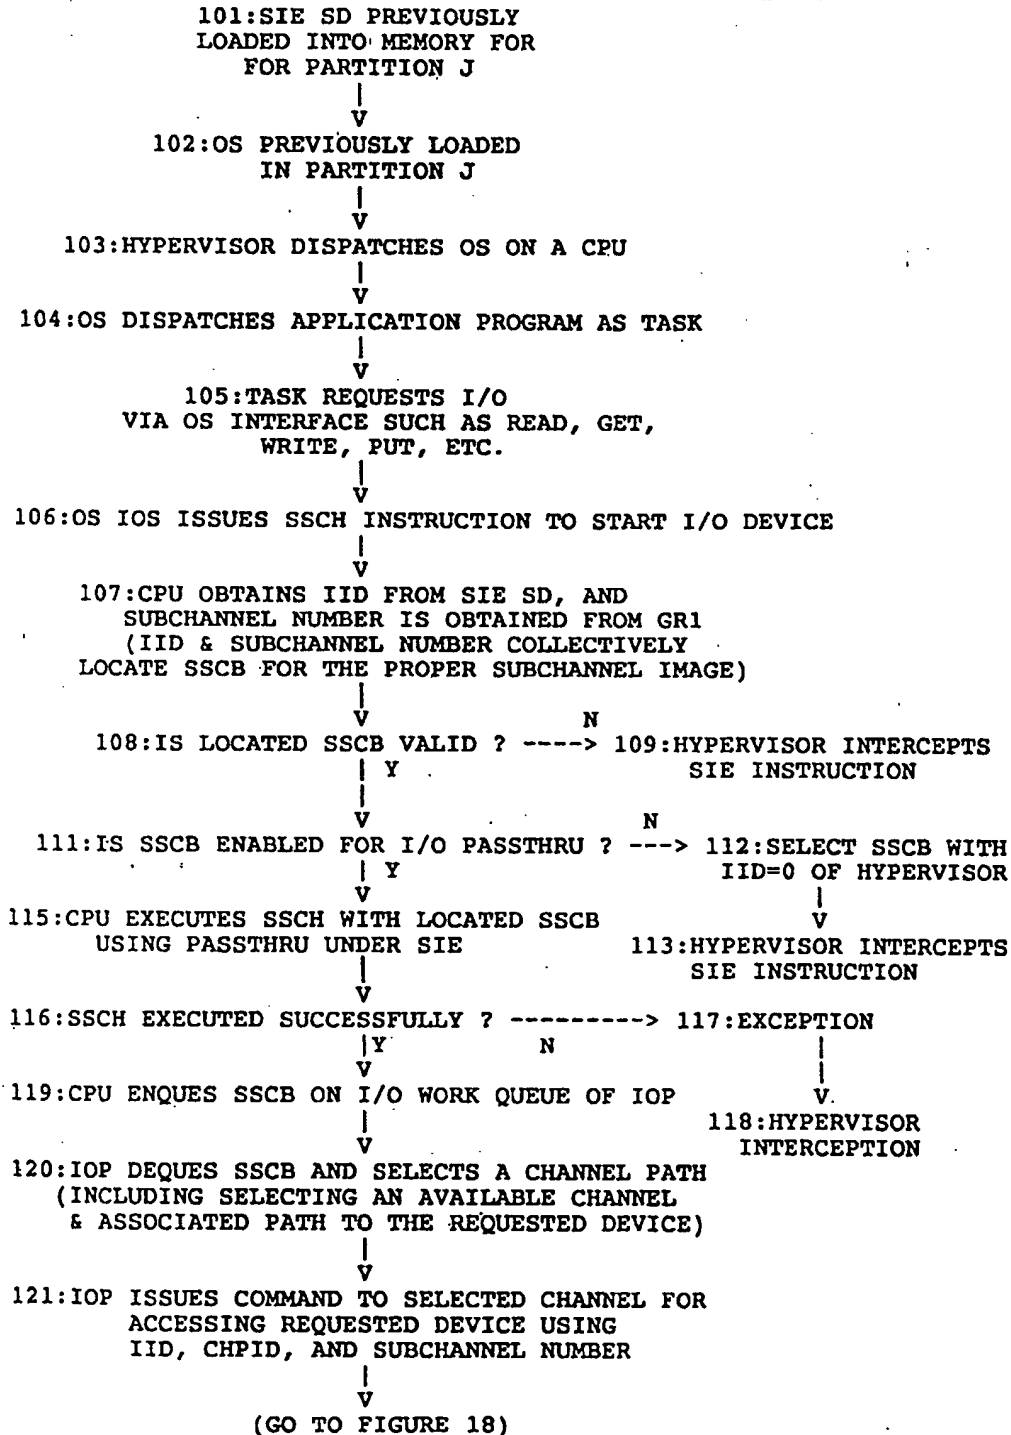 101:SIE SD PREVIOUSLY
LOADED INTO MEMORY FOR
FOR PARTITION J
|
V
102:OS PREVIOUSLY LOADED
IN PARTITION J
|
V
103:HYPERVISOR DISPATCHES OS ON A CPU
|
V
104:OS DISPATCHES APPLICATION PROGRAM AS TASK
|
V
105:TASK REQUESTS I/O
VIA OS INTERFACE SUCH AS READ, GET,
WRITE, PUT, ETC.
|
V
106:OS IOS ISSUES SSCH INSTRUCTION TO START I/O DEVICE
|
V
107:CPU OBTAINS IID FROM SIE SD, AND
SUBCHANNEL NUMBER IS OBTAINED FROM GR1
(IID & SUBCHANNEL NUMBER COLLECTIVELY
LOCATE SSCB FOR THE PROPER SUBCHANNEL IMAGE)
|
V N
108:IS LOCATED SSCB VALID ? ----> 109:HYPERVISOR INTERCEPTS
| Y SIE INSTRUCTION
|
V N
111:IS SSCB ENABLED FOR I/O PASSTHRU ? ---> 112:SELECT SSCB WITH
| Y IID=0 OF HYPERVISOR
V |
115:CPU EXECUTES SSCH WITH LOCATED SSCB V
USING PASSTHRU UNDER SIE 113:HYPERVISOR INTERCEPTS
| SIE INSTRUCTION
V
116:SSCH EXECUTED SUCCESSFULLY ? ---------> 117:EXCEPTION
|Y N |
V |
119:CPU ENQUES SSCB ON I/O WORK QUEUE OF IOP V
| 118:HYPERVISOR
V INTERCEPTION
120:IOP DEQUES SSCB AND SELECTS A CHANNEL PATH
(INCLUDING SELECTING AN AVAILABLE CHANNEL
& ASSOCIATED PATH TO THE REQUESTED DEVICE)
|
V
121:IOP ISSUES COMMAND TO SELECTED CHANNEL FOR
ACCESSING REQUESTED DEVICE USING
IID, CHPID, AND SUBCHANNEL NUMBER
|
V
(GO TO FIGURE 18)